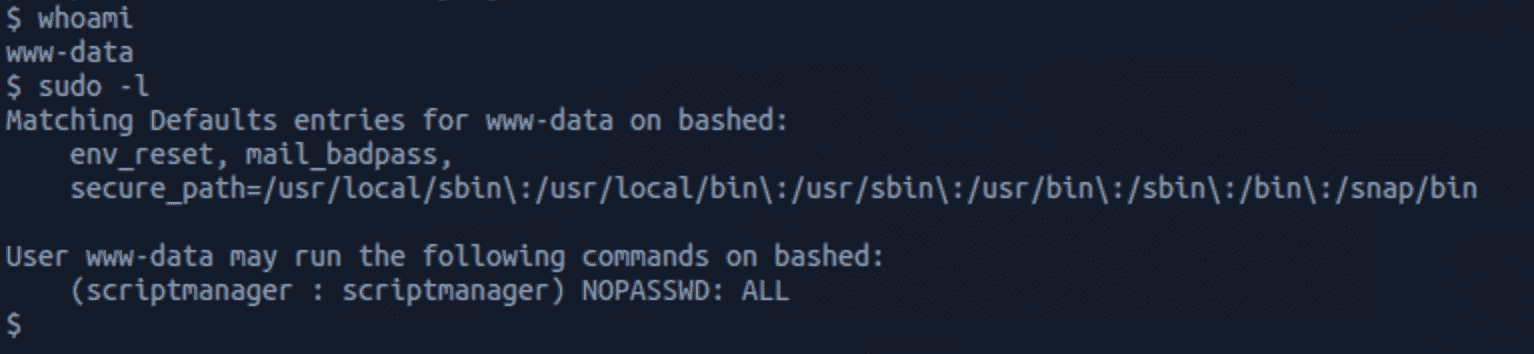 $ whoami
www-data
$ sudo -l
Matching Defaults entries for www-data on bashed:
    env_reset, mail_badpass,
    secure_path=/usr/local/sbin\:/usr/local/bin\:/usr/sbin\:/usr/bin\:/sbin\:/bin\:/snap/bin

User www-data may run the following commands on bashed:
    (scriptmanager : scriptmanager) NOPASSWD: ALL
$